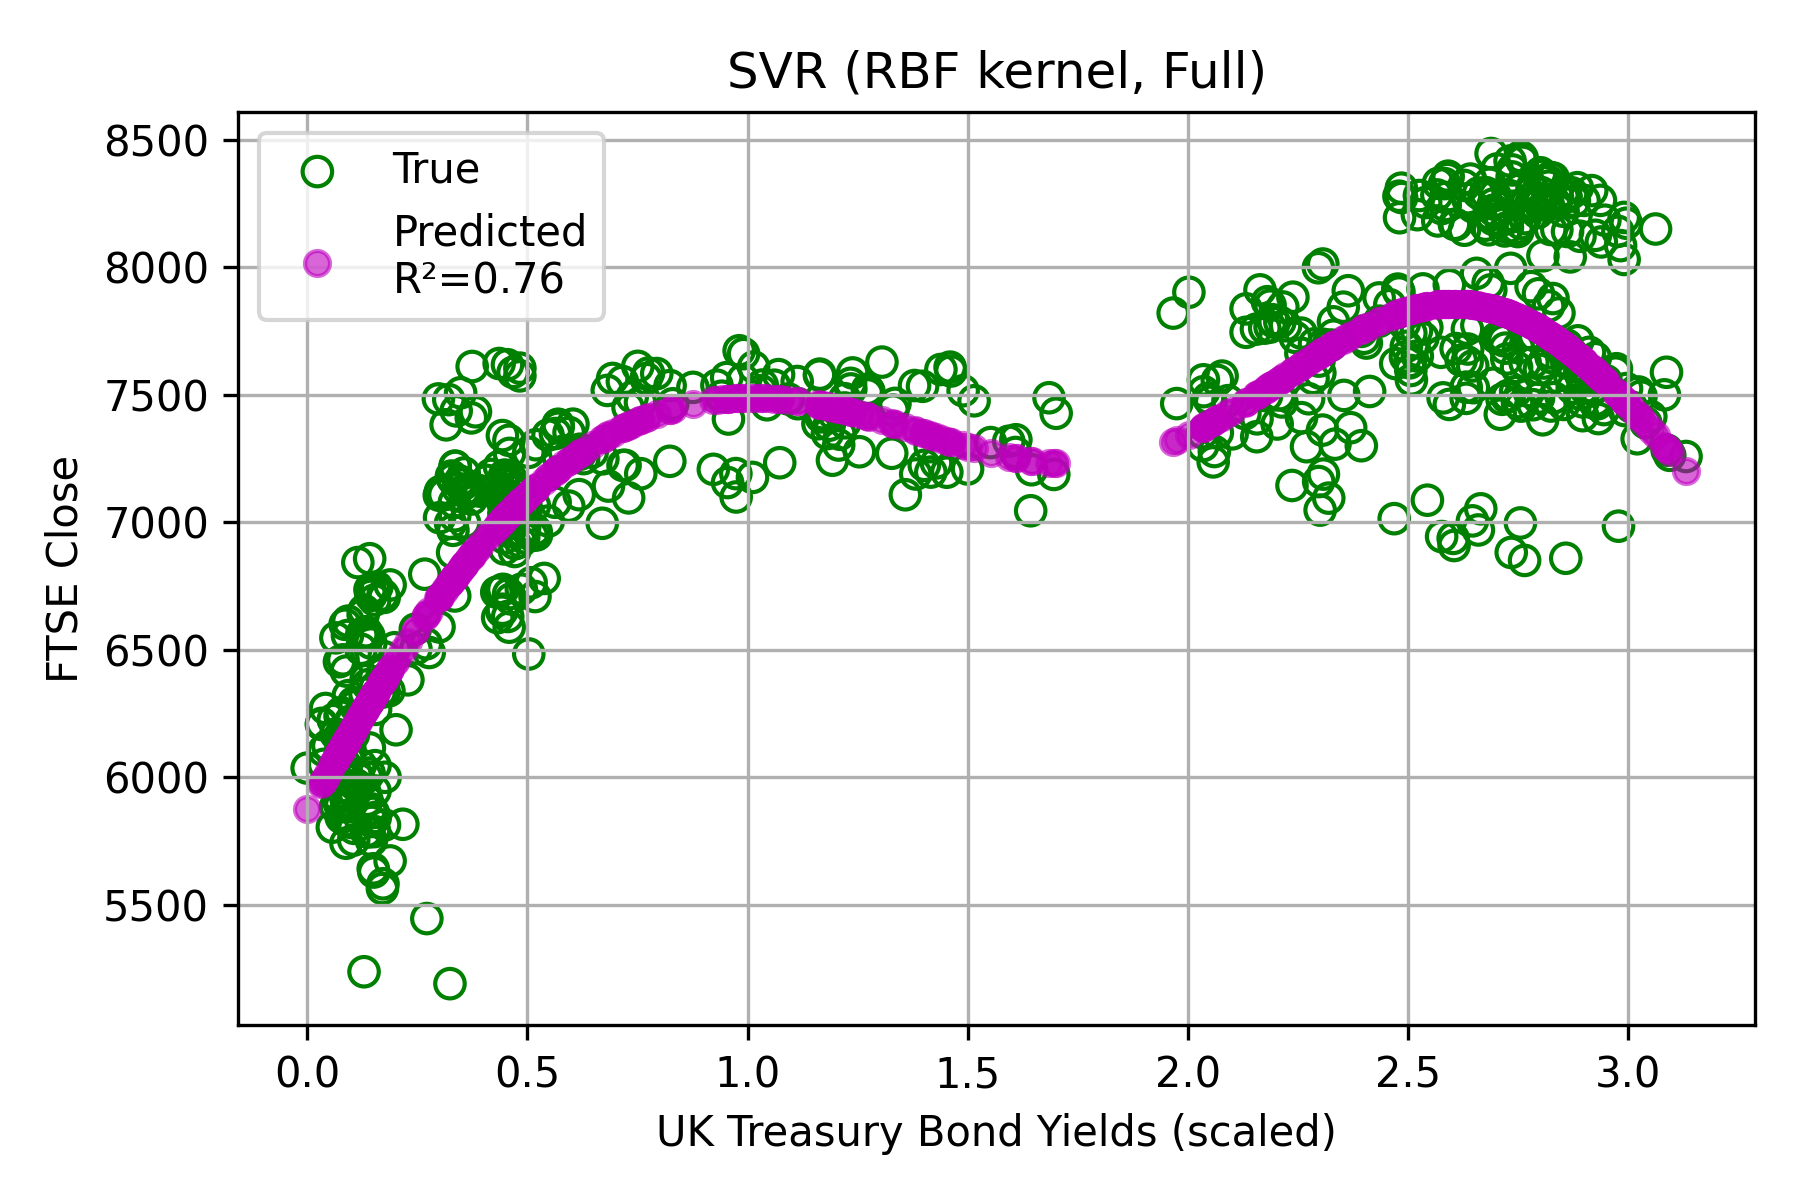 SVR (RBF kernel, Full)
True
Predicted
R²=0.76
8500
8000
7500
7000
6500
6000
5500
FTSE Close
0.0 0.5 1.0 1.5 2.0 2.5 3.0
UK Treasury Bond Yields (scaled)